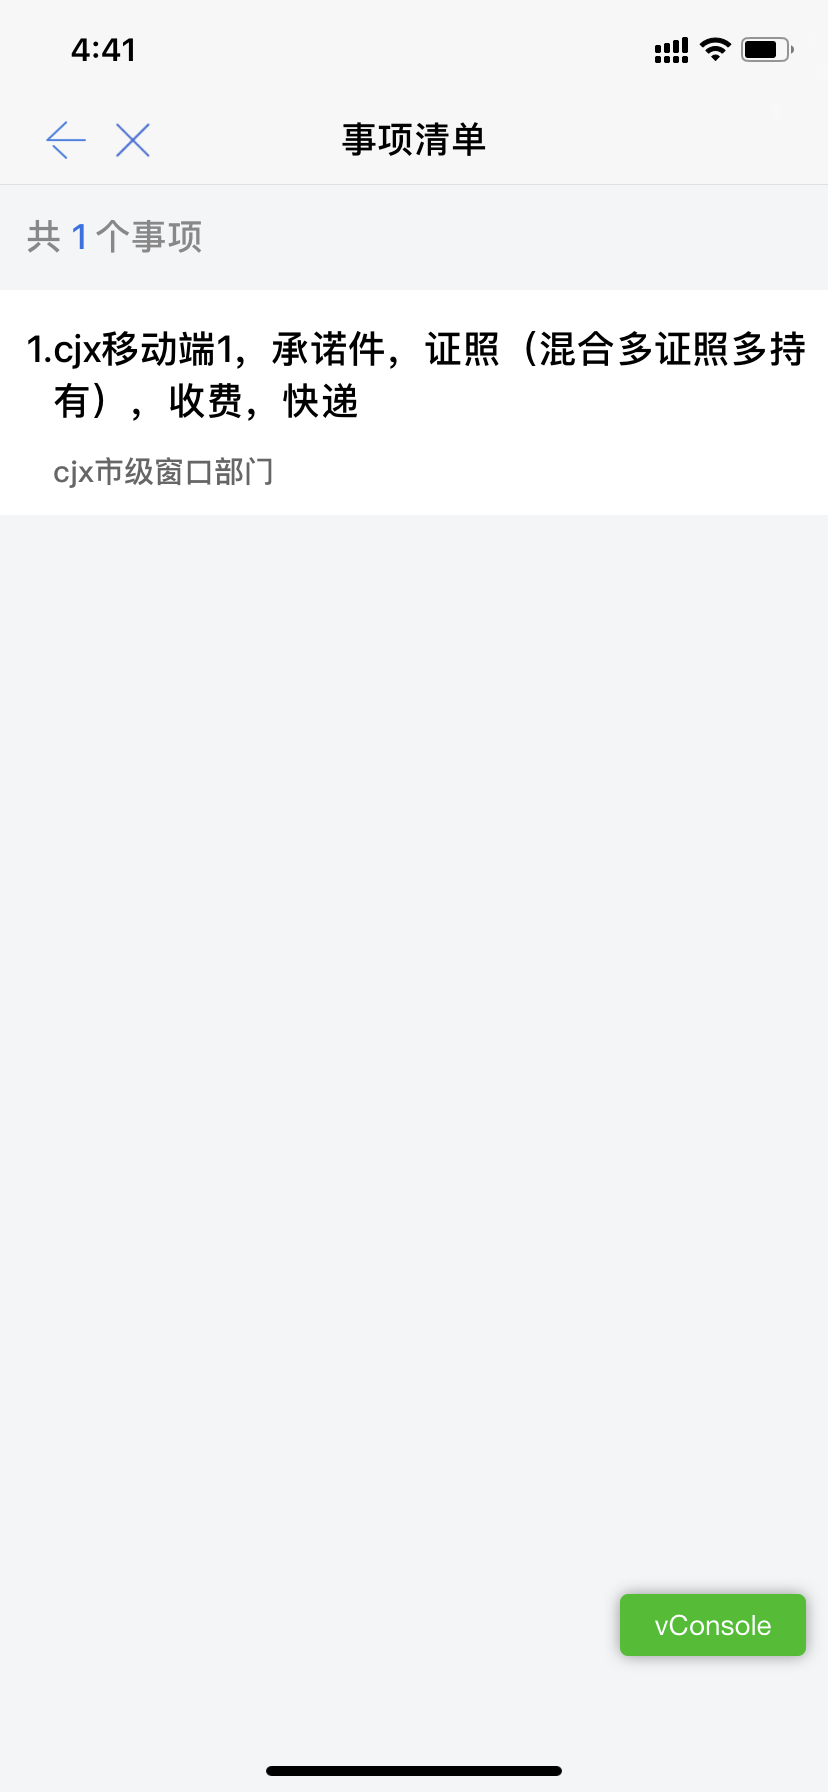 4:41
事项清单
共 1 个事项
1.cjx移动端1，承诺件，证照（混合多证照多持
有），收费，快递
cjx市级窗口部门
vConsole